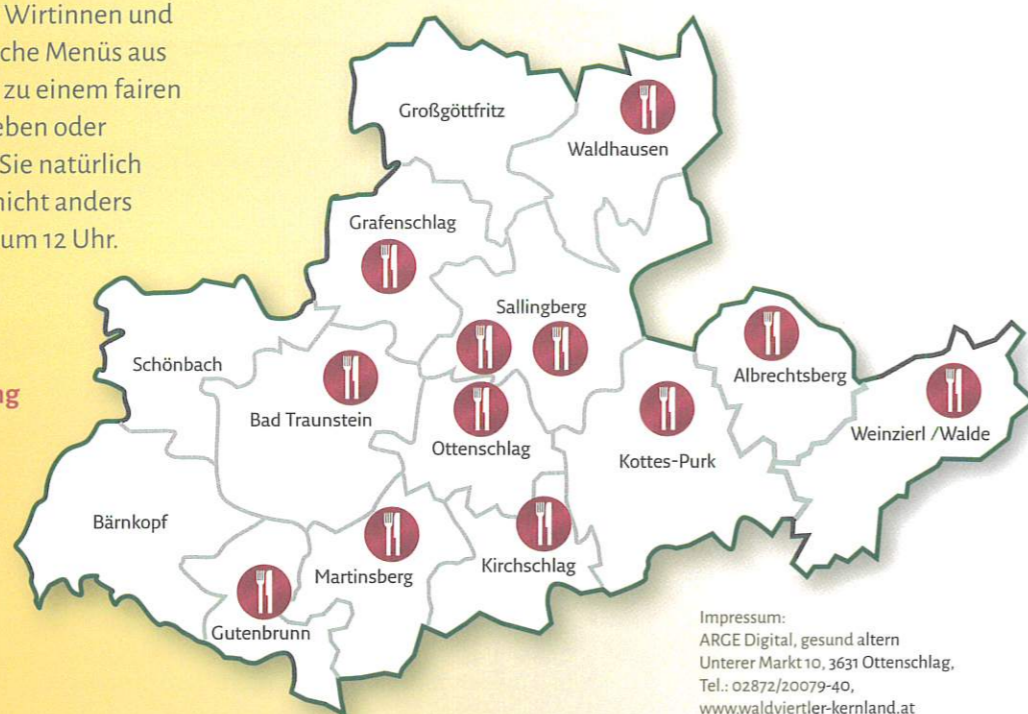 Wirtinnen und
che Menüs aus
zu einem fairen
eben oder
Sie natürlich
nicht anders
um 12 Uhr.
ng
Großgöttfritz
Waldhausen
Grafenschlag
Sallingberg
Schönbach
Albrechtsberg
Bad Traunstein
Ottenschlag
Weinzierl /Walde
Kottes-Purk
Bärnkopf
Kirchschlag
Martinsberg
Gutenbrunn
Impressum:
ARGE Digital, gesund altern
Unterer Markt 10, 3631 Ottenschlag,
Tel.: 02872/20079-40,
www.waldviertler-kernland.at